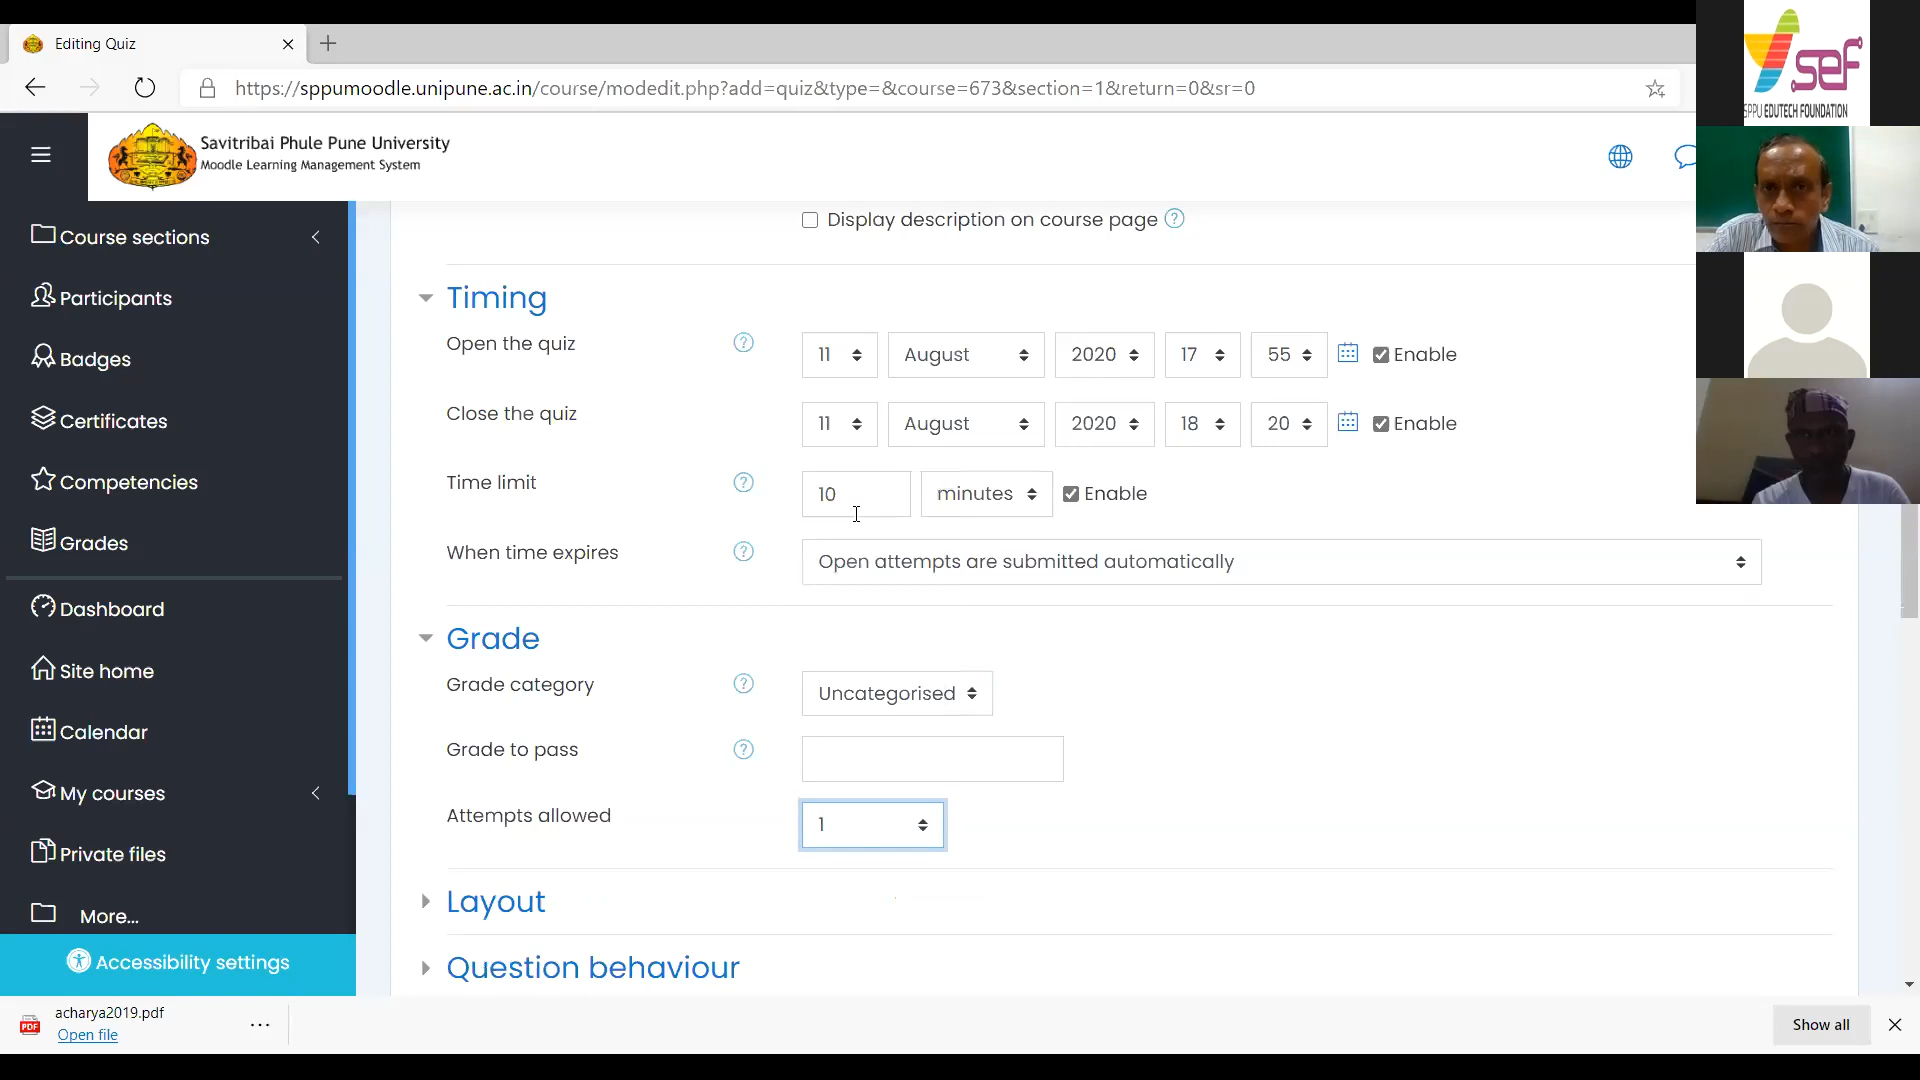 Editing Quiz
https://sppumoodle.unipune.ac.in/course/modedit.php?add=quiz&type=&course=673&section=1&return=0&sr=0
Savitribai Phule Pune University
Moodle Learning Management System
sef
SPPU EDUTECH FOUNDATION
Course sections
Participants
Badges
Certificates
Competencies
Grades
Dashboard
Site home
Calendar
My courses
Private files
More...
Accessibility settings
Display description on course page ?
Timing
Open the quiz ? 11 August 2020 17 55 Enable
Close the quiz 11 August 2020 18 20 Enable
Time limit ? 10 minutes Enable
When time expires ? Open attempts are submitted automatically
Grade
Grade category ? Uncategorised
Grade to pass ?
Attempts allowed 1
Layout
Question behaviour
PDF
acharya2019.pdf
Open file
...
Show all